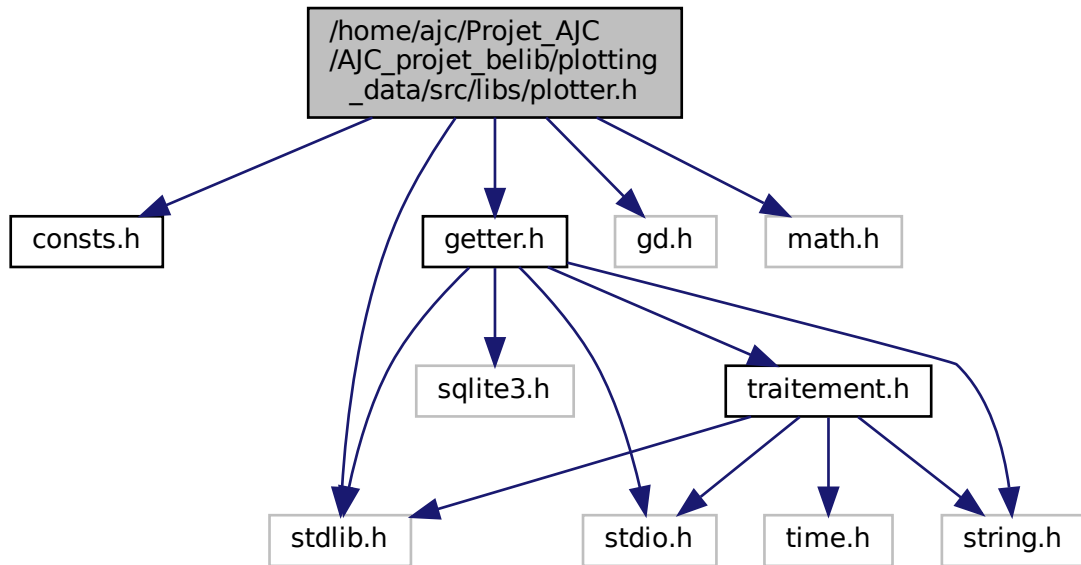 /home/ajc/Projet_AJC
/AJC_projet_belib/plotting
_data/src/libs/plotter.h
consts.h
getter.h
gd.h
math.h
sqlite3.h
traitement.h
stdlib.h
stdio.h
time.h
string.h